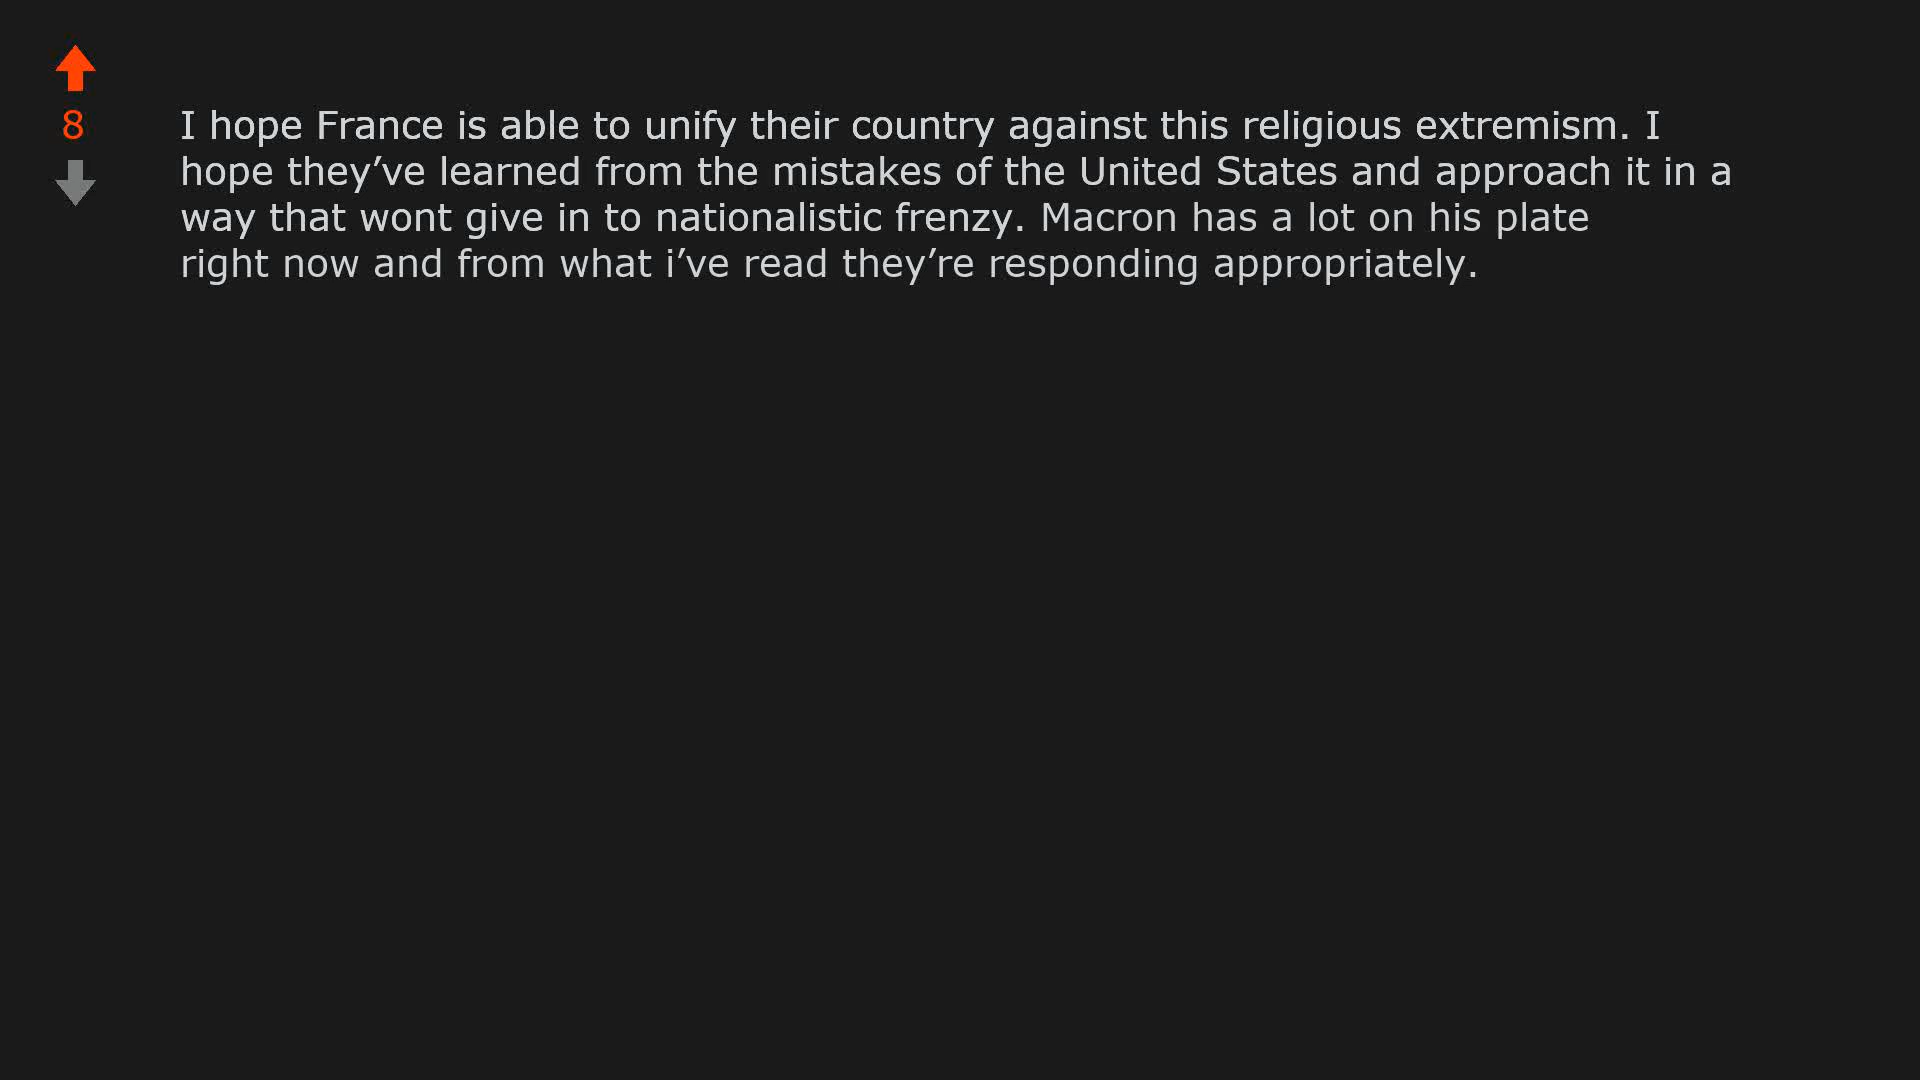 8
I hope France is able to unify their country against this religious extremism. I
hope they’ve learned from the mistakes of the United States and approach it in a
way that wont give in to nationalistic frenzy. Macron has a lot on his plate
right now and from what i’ve read they’re responding appropriately.